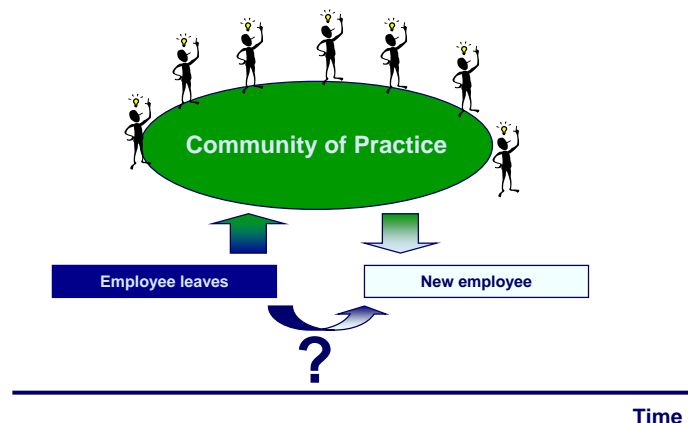 Community of Practice
Employee leaves
New employee
?
Time